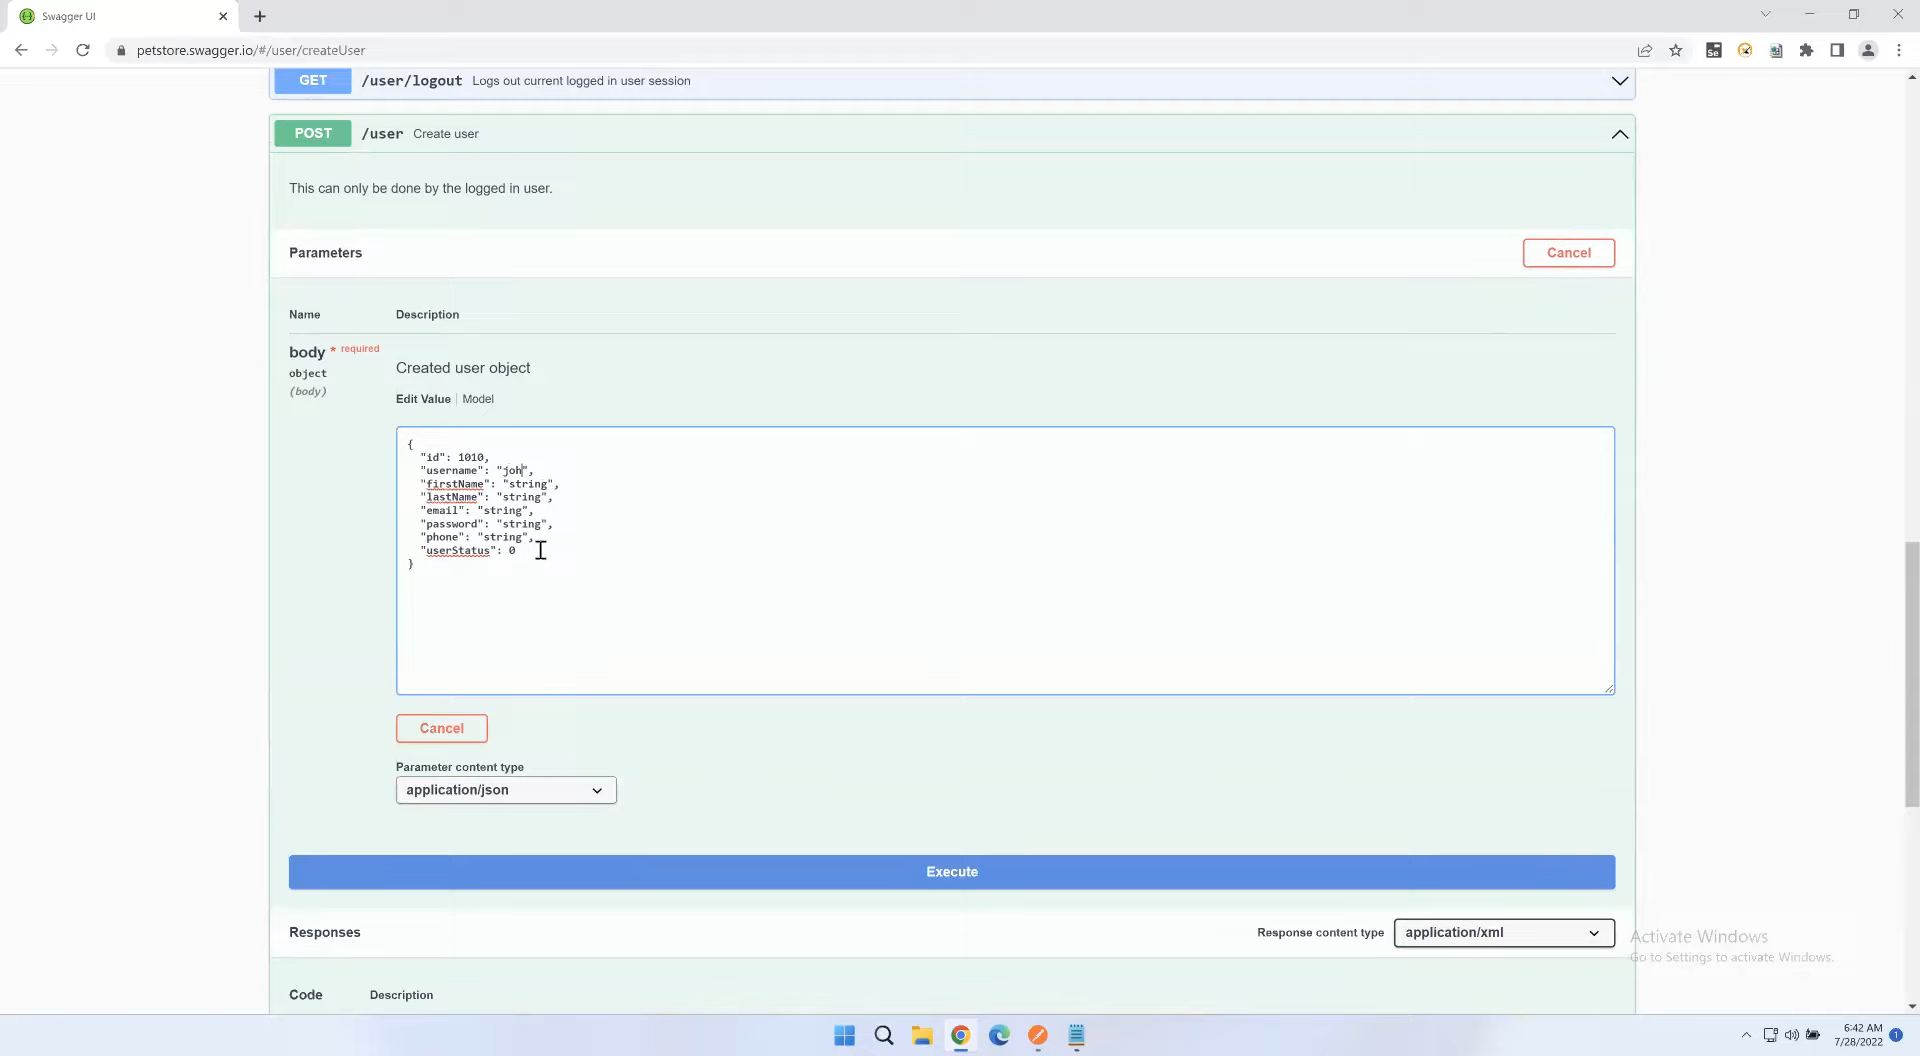 Swagger UI
petstore.swagger.io/#/user/createUser
GET /user/logout Logs out current logged in user session
POST /user Create user
This can only be done by the logged in user.
Parameters
Cancel
Name Description
body * required
object
(body)
Created user object
Edit Value | Model
{
"id": 1010,
"username": "joh",
"firstName": "string",
"lastName": "string",
"email": "string",
"password": "string",
"phone": "string",
"userStatus": 0
}
Cancel
Parameter content type
application/json
Execute
Responses
Response content type application/xml
Activate Windows
Go to Settings to activate Windows.
Code Description
6:42 AM
7/28/2022
1